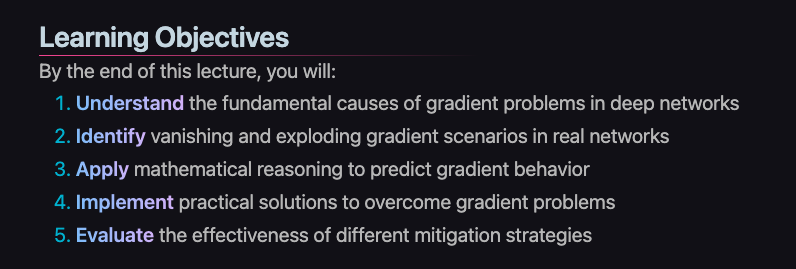 Learning Objectives
By the end of this lecture, you will:
1. Understand the fundamental causes of gradient problems in deep networks
2. Identify vanishing and exploding gradient scenarios in real networks
3. Apply mathematical reasoning to predict gradient behavior
4. Implement practical solutions to overcome gradient problems
5. Evaluate the effectiveness of different mitigation strategies